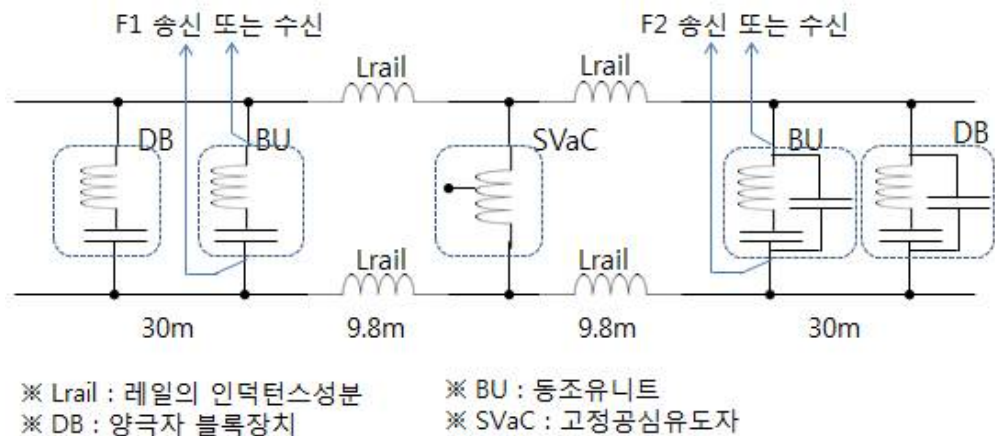 F1 송신 또는 수신
F2 송신 또는 수신
Lrail
Lrail
DB
BU
SVaC
BU
DB
Lrail
Lrail
30m
9.8m
9.8m
30m
※ Lrail : 레일의 인덕턴스성분
※ BU : 동조유니트
※ DB : 양극자 블록장치
※ SVaC : 고정공심유도자